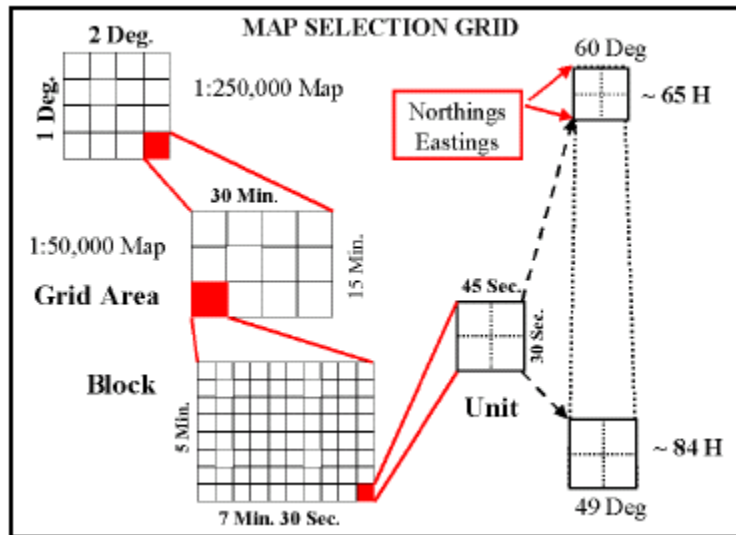 MAP SELECTION GRID
2 Deg.
1 Deg.
1:250,000 Map
60 Deg
~ 65 H
Northings
Eastings
30 Min.
1:50,000 Map
15 Min.
Grid Area
45 Sec.
30 Sec.
Block
Unit
5 Min.
7 Min. 30 Sec.
~ 84 H
49 Deg